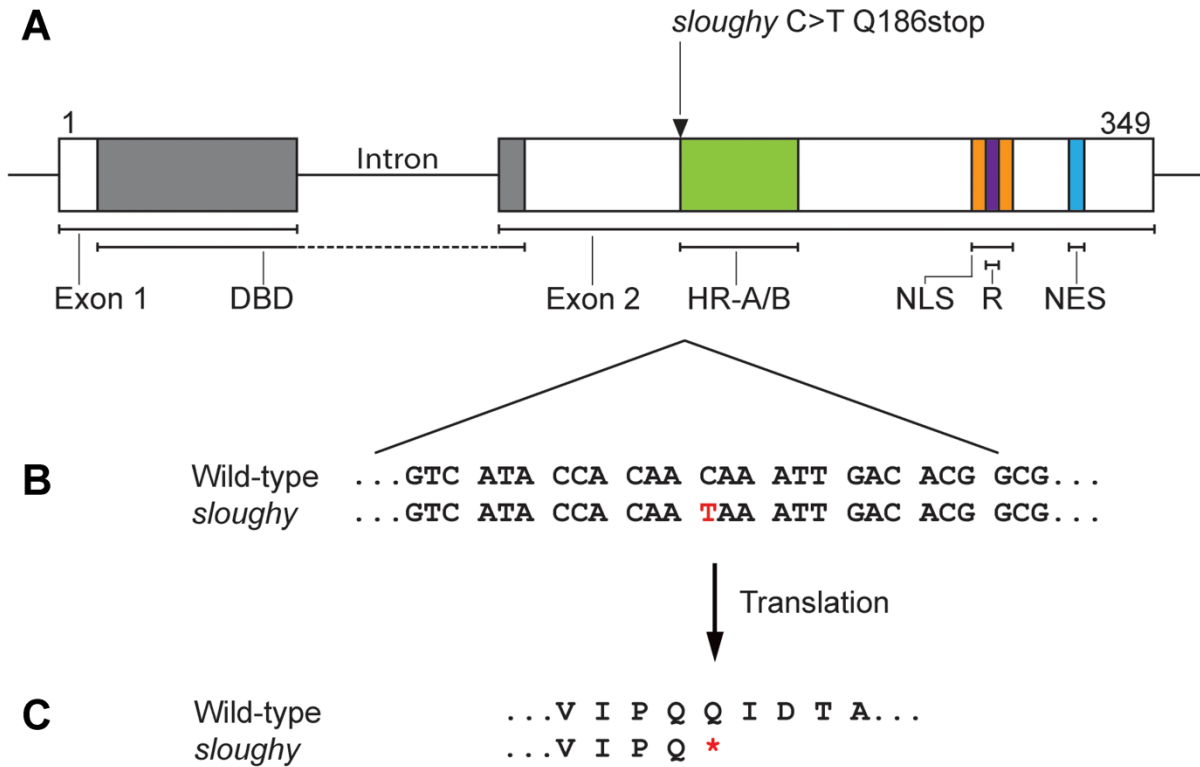 A
sloughy C>T Q186stop
1
349
Intron
Exon 1
DBD
Exon 2
HR-A/B
NLS
R
NES
B
Wild-type ...GTC ATA CCA CAA CAA ATT GAC ACG GCG...
sloughy ...GTC ATA CCA CAA TAA ATT GAC ACG GCG...
Translation
C
Wild-type ...V I P Q Q I D T A...
sloughy ...V I P Q *